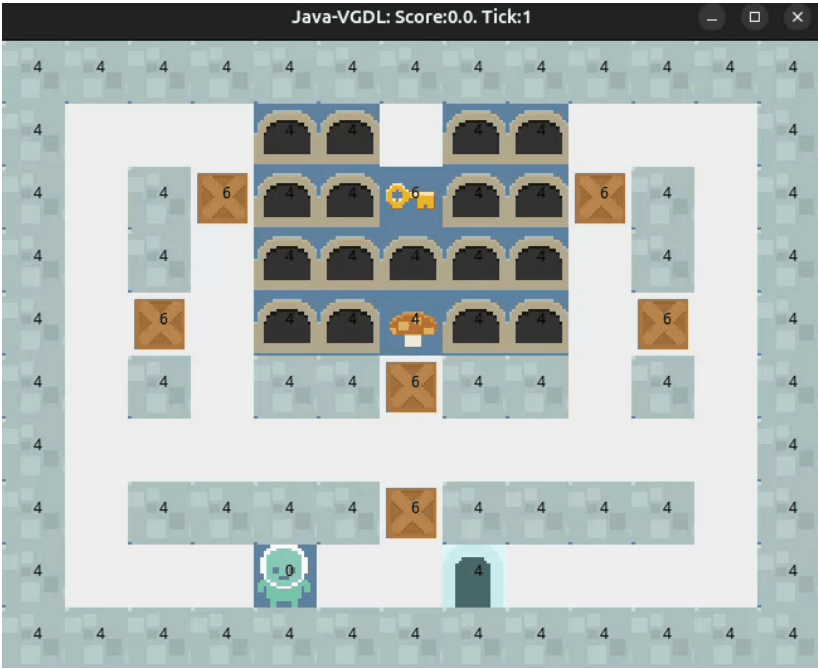 Java-VGDL: Score:0.0. Tick:1
4 4 4 4 4 4 4 4 4 4 4 4 4
4 4 4 4 4 4
4 4 6 4 4 6 4 4 6 4 4
4 4 4 4 4 4 4 4 4
4 6 4 4 4 4 4 6 4
4 4 4 4 6 4 4 4 4
4 4
4 4 4 4 4 6 4 4 4 4 4
4 0 4 4
4 4 4 4 4 4 4 4 4 4 4 4 4